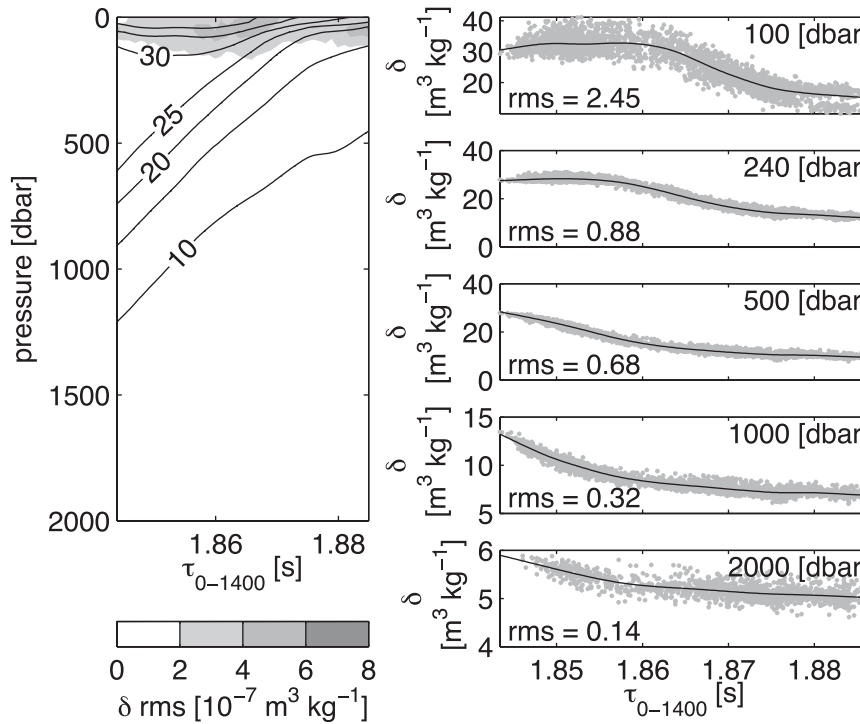 0
500
1000
1500
2000
pressure [dbar]
30
25
20
10
1.86
1.88
τ0−1400 [s]
0 2 4 6 8
δ rms [10−7 m3 kg−1]
40
30
20
δ
[m3 kg−1]
100 [dbar]
rms = 2.45
40
20
0
δ
[m3 kg−1]
240 [dbar]
rms = 0.88
40
20
0
δ
[m3 kg−1]
500 [dbar]
rms = 0.68
15
10
5
δ
[m3 kg−1]
1000 [dbar]
rms = 0.32
6
5
4
δ
[m3 kg−1]
2000 [dbar]
rms = 0.14
1.85 1.86 1.87 1.88
τ0−1400 [s]